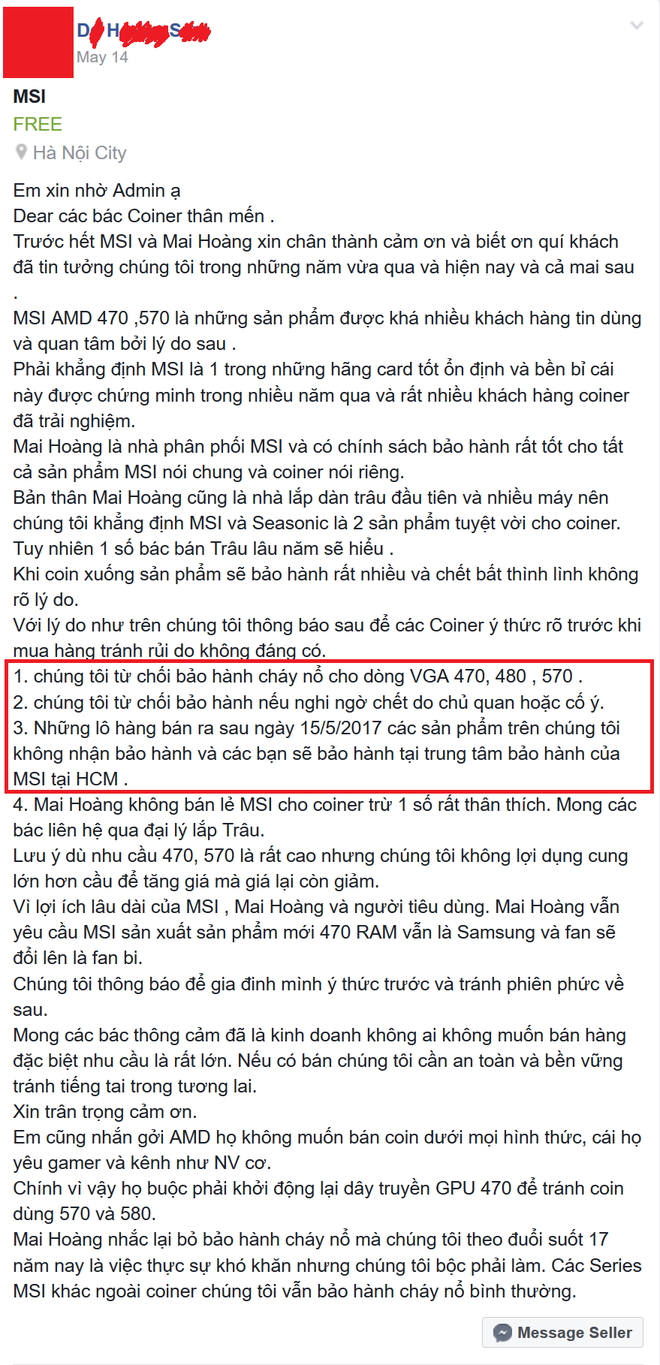 May 14
MSI
FREE
Hà Nội City
Em xin nhờ Admin ạ
Dear các bác Coiner thân mến .
Trước hết MSI và Mai Hoàng xin chân thành cảm ơn và biết ơn quí khách
đã tin tưởng chúng tôi trong những năm vừa qua và hiện nay và cả mai sau
.
MSI AMD 470 ,570 là những sản phẩm được khá nhiều khách hàng tin dùng
và quan tâm bởi lý do sau .
Phải khẳng định MSI là 1 trong những hãng card tốt ổn định và bền bỉ cái
này được chứng minh trong nhiều năm qua và rất nhiều khách hàng coiner
đã trải nghiệm.
Mai Hoàng là nhà phân phối MSI và có chính sách bảo hành rất tốt cho tất
cả sản phẩm MSI nói chung và coiner nói riêng.
Bản thân Mai Hoàng cũng là nhà lắp dàn trâu đầu tiên và nhiều máy nên
chúng tôi khẳng định MSI và Seasonic là 2 sản phẩm tuyệt vời cho coiner.
Tuy nhiên 1 số bác bán Trâu lâu năm sẽ hiểu .
Khi coin xuống sản phẩm sẽ bảo hành rất nhiều và chết bất thình lình không
rõ lý do.
Với lý do như trên chúng tôi thông báo sau để các Coiner ý thức rõ trước khi
mua hàng tránh rủi do không đáng có.
1. chúng tôi từ chối bảo hành cháy nổ cho dòng VGA 470, 480 , 570 .
2. chúng tôi từ chối bảo hành nếu nghi ngờ chết do chủ quan hoặc cố ý.
3. Những lô hàng bán ra sau ngày 15/5/2017 các sản phẩm trên chúng tôi
không nhận bảo hành và các bạn sẽ bảo hành tại trung tâm bảo hành của
MSI tại HCM .
4. Mai Hoàng không bán lẻ MSI cho coiner trừ 1 số rất thân thích. Mong các
bác liên hệ qua đại lý lắp Trâu.
Lưu ý dù nhu cầu 470, 570 là rất cao nhưng chúng tôi không lợi dụng cung
lớn hơn cầu để tăng giá mà giá lại còn giảm.
Vì lợi ích lâu dài của MSI , Mai Hoàng và người tiêu dùng. Mai Hoàng vẫn
yêu cầu MSI sản xuất sản phẩm mới 470 RAM vẫn là Samsung và fan sẽ
đổi lên là fan bi.
Chúng tôi thông báo để gia đinh mình ý thức trước và tránh phiên phức về
sau.
Mong các bác thông cảm đã là kinh doanh không ai không muốn bán hàng
đặc biệt nhu cầu là rất lớn. Nếu có bán chúng tôi cần an toàn và bền vững
tránh tiếng tai trong tương lai.
Xin trân trọng cảm ơn.
Em cũng nhắn gởi AMD họ không muốn bán coin dưới mọi hình thức, cái họ
yêu gamer và kênh như NV cơ.
Chính vì vậy họ buộc phải khởi động lại dây truyền GPU 470 để tránh coin
dùng 570 và 580.
Mai Hoàng nhắc lại bỏ bảo hành cháy nổ mà chúng tôi theo đuổi suốt 17
năm nay là việc thực sự khó khăn nhưng chúng tôi bộc phải làm. Các Series
MSI khác ngoài coiner chúng tôi vẫn bảo hành cháy nổ bình thường.
Message Seller